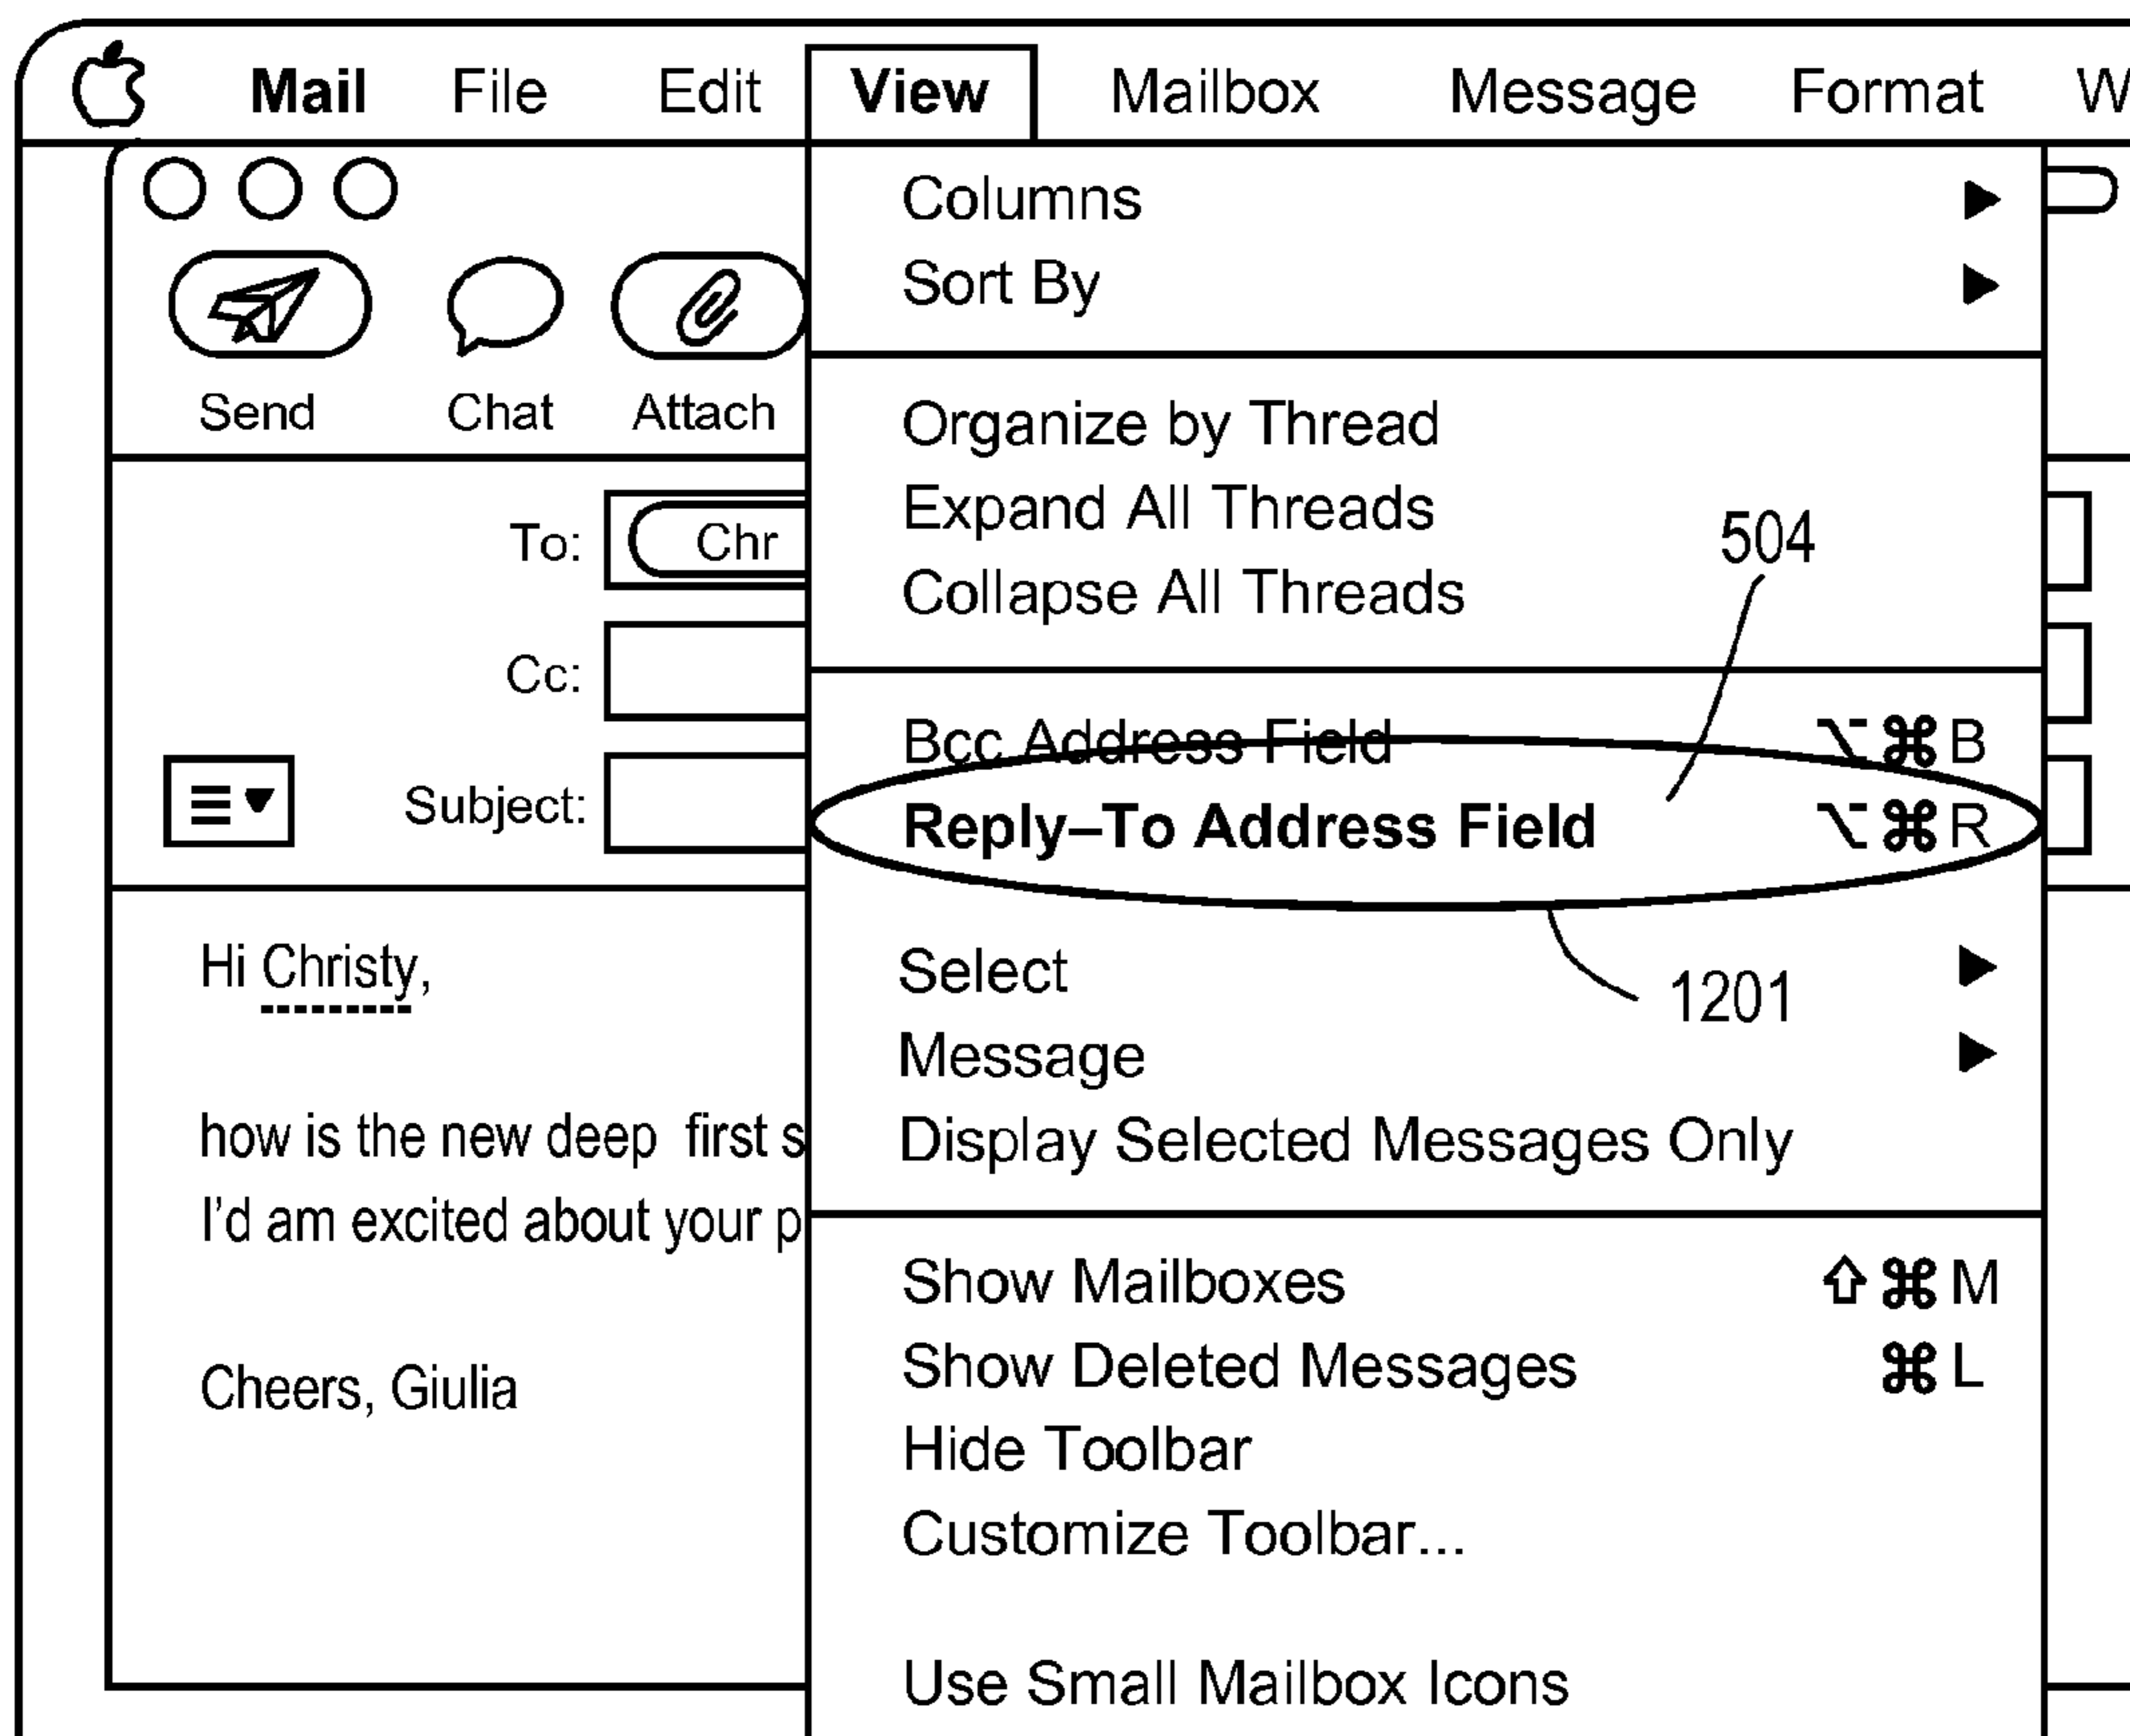 Mail File Edit View Mailbox Message Format W
Columns ▶
Sort By ▶
Send Chat Attach
Organize by Thread
Expand All Threads
Collapse All Threads
504
To: Chr
Cc:
Subject:
Bcc Address Field ⌥⌘B
Reply–To Address Field ⌥⌘R
1201
Select ▶
Message ▶
Display Selected Messages Only
Show Mailboxes ⇧⌘M
Show Deleted Messages ⌘L
Hide Toolbar
Customize Toolbar...
Use Small Mailbox Icons
Hi Christy,
how is the new deep first s
I'd am excited about your p
Cheers, Giulia